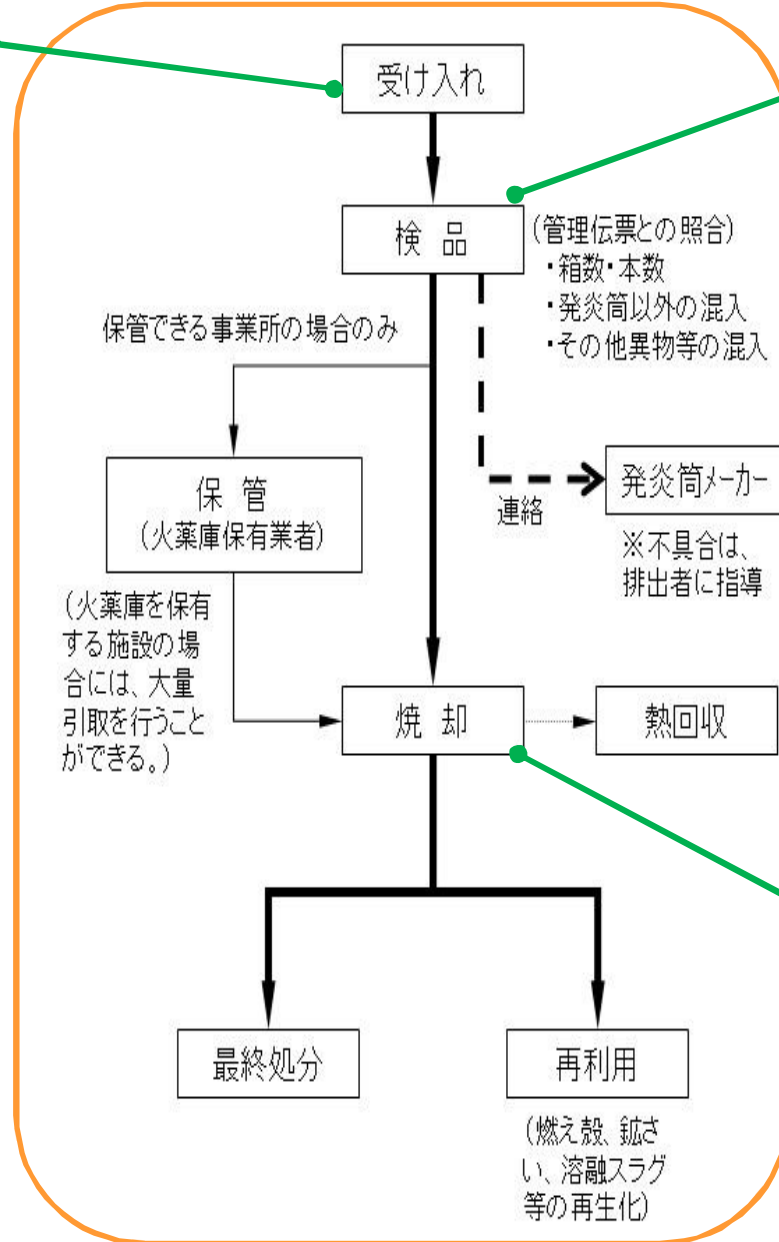 受け入れ
検 品
(管理伝票との照合)
・箱数・本数
・発炎筒以外の混入
・その他異物等の混入
保管できる事業所の場合のみ
保 管
(火薬庫保有業者)
発炎筒メーカー
連絡
※不具合は、
排出者に指導
(火薬庫を保有
する施設の場
合には、大量
引取を行うこと
ができる。)
焼 却
熱回収
最終処分
再利用
(燃え殻、鉱さ
い、溶融スラグ
等の再生化)